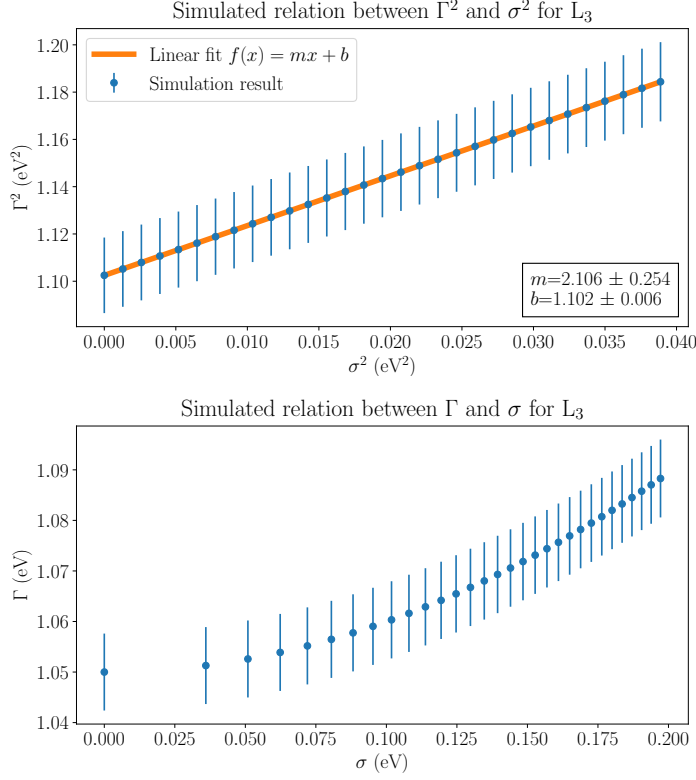 Simulated relation between Γ² and σ² for L₃
Linear fit f(x) = mx + b
Simulation result
1.20
1.18
1.16
1.14
1.12
1.10
Γ² (eV²)
m=2.106 ± 0.254
b=1.102 ± 0.006
0.000 0.005 0.010 0.015 0.020 0.025 0.030 0.035 0.040
σ² (eV²)
Simulated relation between Γ and σ for L₃
1.09
1.08
1.07
1.06
1.05
1.04
Γ (eV)
0.000 0.025 0.050 0.075 0.100 0.125 0.150 0.175 0.200
σ (eV)